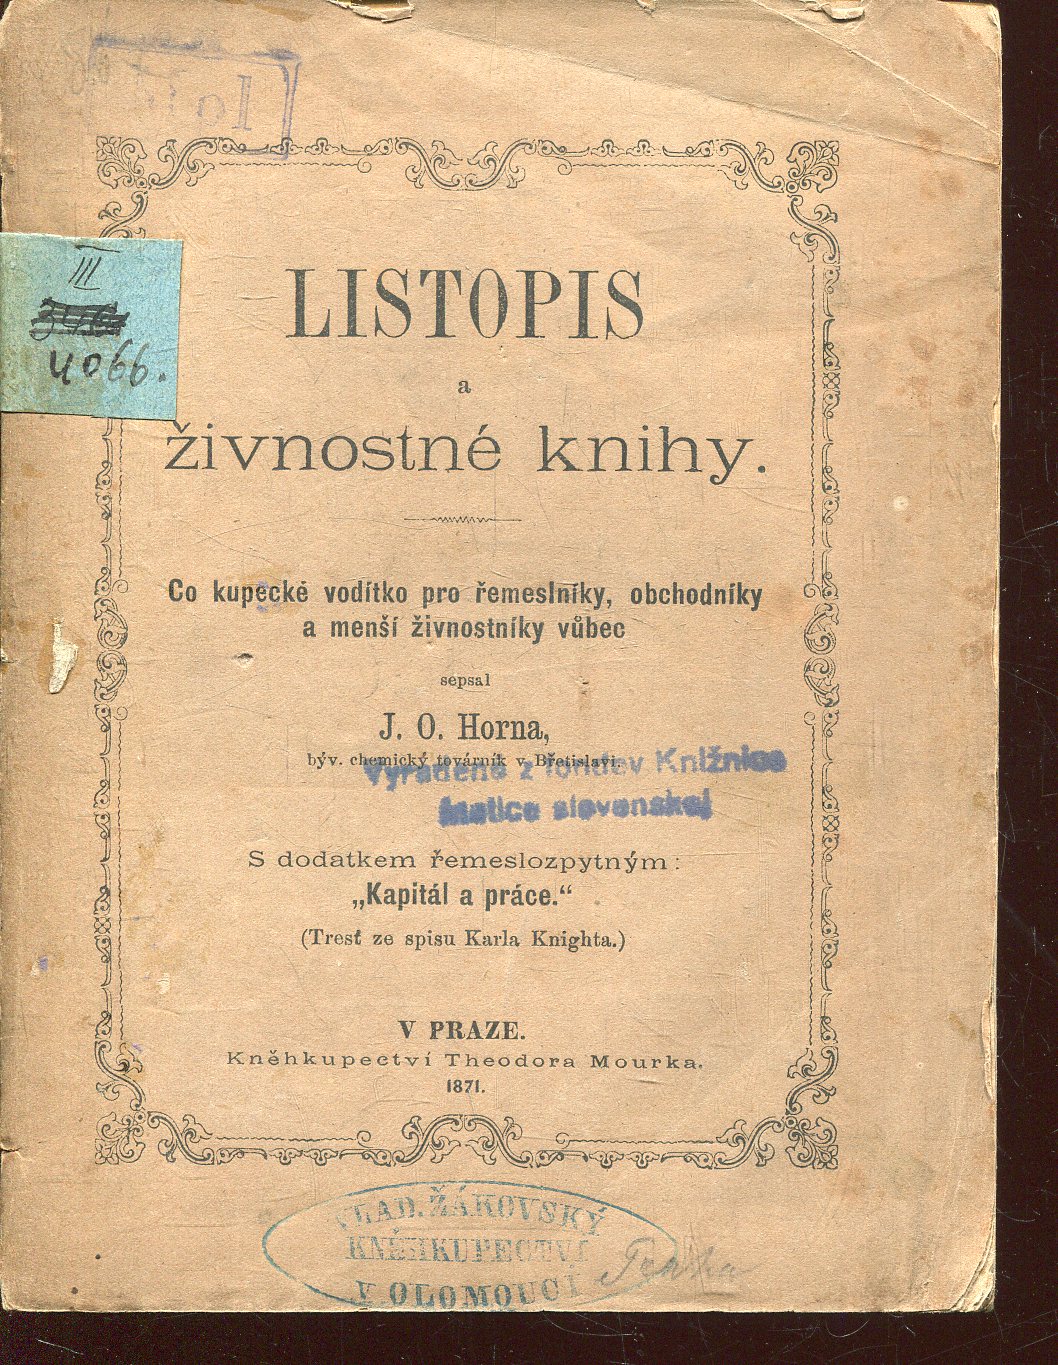 III
4066.
LISTOPIS
a
živnostné knihy.
Co kupecké vodítko pro řemeslníky, obchodníky
a menší živnostníky vůbec
sepsal
J. O. Horna,
býv. chemický továrník v Břetislavi.
Vyradené z fondov Knižnice
Matice slovenskej
S dodatkem řemeslozpytným:
„Kapitál a práce.“
(Tresť ze spisu Karla Knighta.)
V PRAZE.
Kněhkupectví Theodora Mourka.
1871.
VLAD. ŽÁKOVSKÝ
KNĚHKUPECTVÍ
V OLOMOUCI